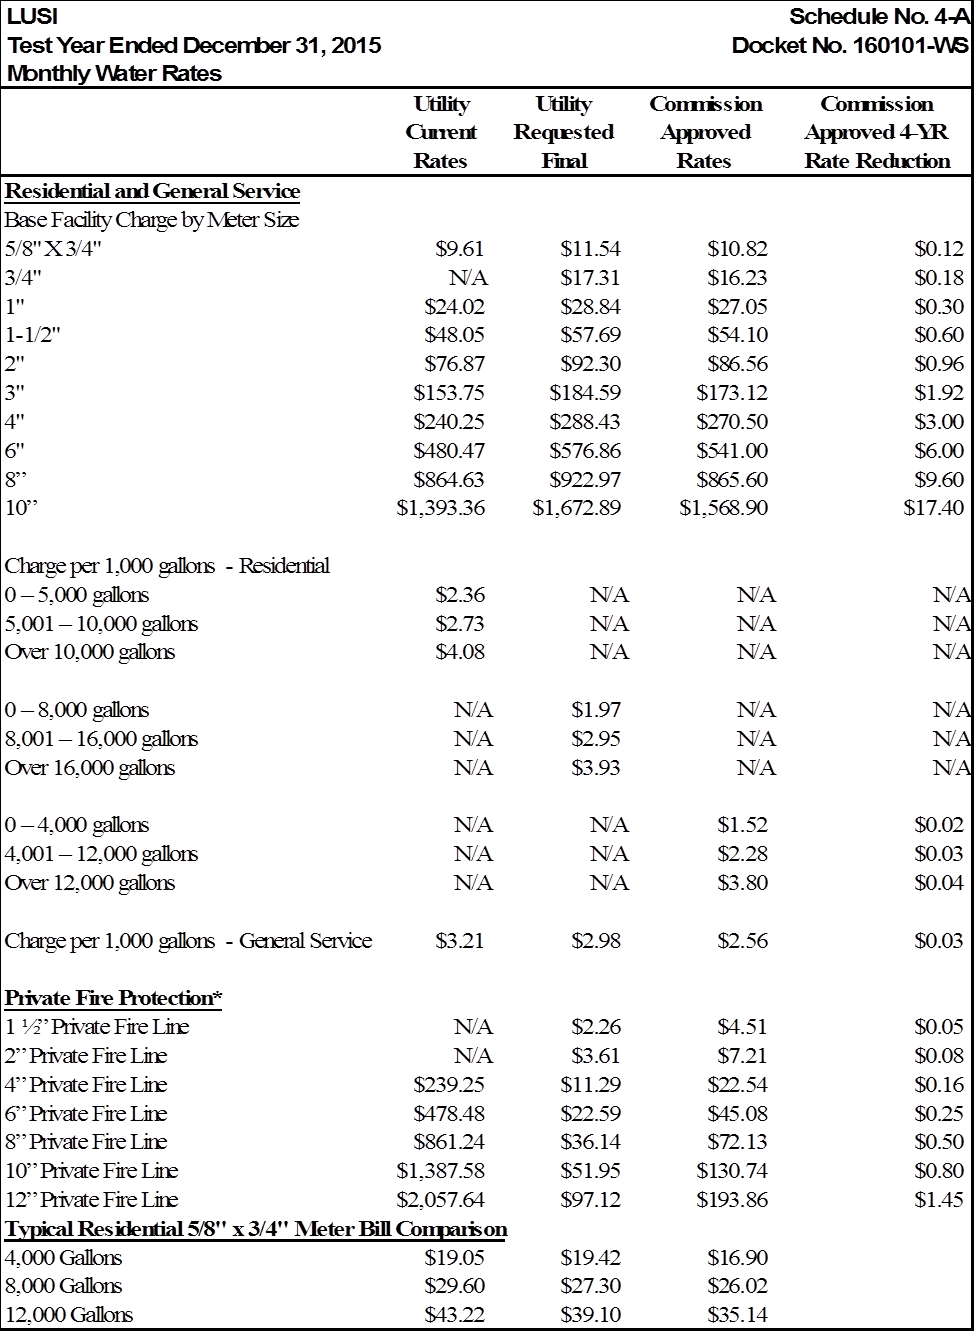 LUSI Schedule No. 4-A
Test Year Ended December 31, 2015 Docket No. 160101-WS
Monthly Water Rates
Utility Utility Commission Commission
Current Requested Approved Approved 4-YR
Rates Final Rates Rate Reduction
Residential and General Service
Base Facility Charge by Meter Size
5/8" X 3/4" $9.61 $11.54 $10.82 $0.12
3/4" N/A $17.31 $16.23 $0.18
1" $24.02 $28.84 $27.05 $0.30
1-1/2" $48.05 $57.69 $54.10 $0.60
2" $76.87 $92.30 $86.56 $0.96
3" $153.75 $184.59 $173.12 $1.92
4" $240.25 $288.43 $270.50 $3.00
6" $480.47 $576.86 $541.00 $6.00
8” $864.63 $922.97 $865.60 $9.60
10” $1,393.36 $1,672.89 $1,568.90 $17.40
Charge per 1,000 gallons - Residential
0 – 5,000 gallons $2.36 N/A N/A N/A
5,001 – 10,000 gallons $2.73 N/A N/A N/A
Over 10,000 gallons $4.08 N/A N/A N/A
0 – 8,000 gallons N/A $1.97 N/A N/A
8,001 – 16,000 gallons N/A $2.95 N/A N/A
Over 16,000 gallons N/A $3.93 N/A N/A
0 – 4,000 gallons N/A N/A $1.52 $0.02
4,001 – 12,000 gallons N/A N/A $2.28 $0.03
Over 12,000 gallons N/A N/A $3.80 $0.04
Charge per 1,000 gallons - General Service $3.21 $2.98 $2.56 $0.03
Private Fire Protection*
1 ½” Private Fire Line N/A $2.26 $4.51 $0.05
2” Private Fire Line N/A $3.61 $7.21 $0.08
4” Private Fire Line $239.25 $11.29 $22.54 $0.16
6” Private Fire Line $478.48 $22.59 $45.08 $0.25
8” Private Fire Line $861.24 $36.14 $72.13 $0.50
10” Private Fire Line $1,387.58 $51.95 $130.74 $0.80
12” Private Fire Line $2,057.64 $97.12 $193.86 $1.45
Typical Residential 5/8" x 3/4" Meter Bill Comparison
4,000 Gallons $19.05 $19.42 $16.90
8,000 Gallons $29.60 $27.30 $26.02
12,000 Gallons $43.22 $39.10 $35.14